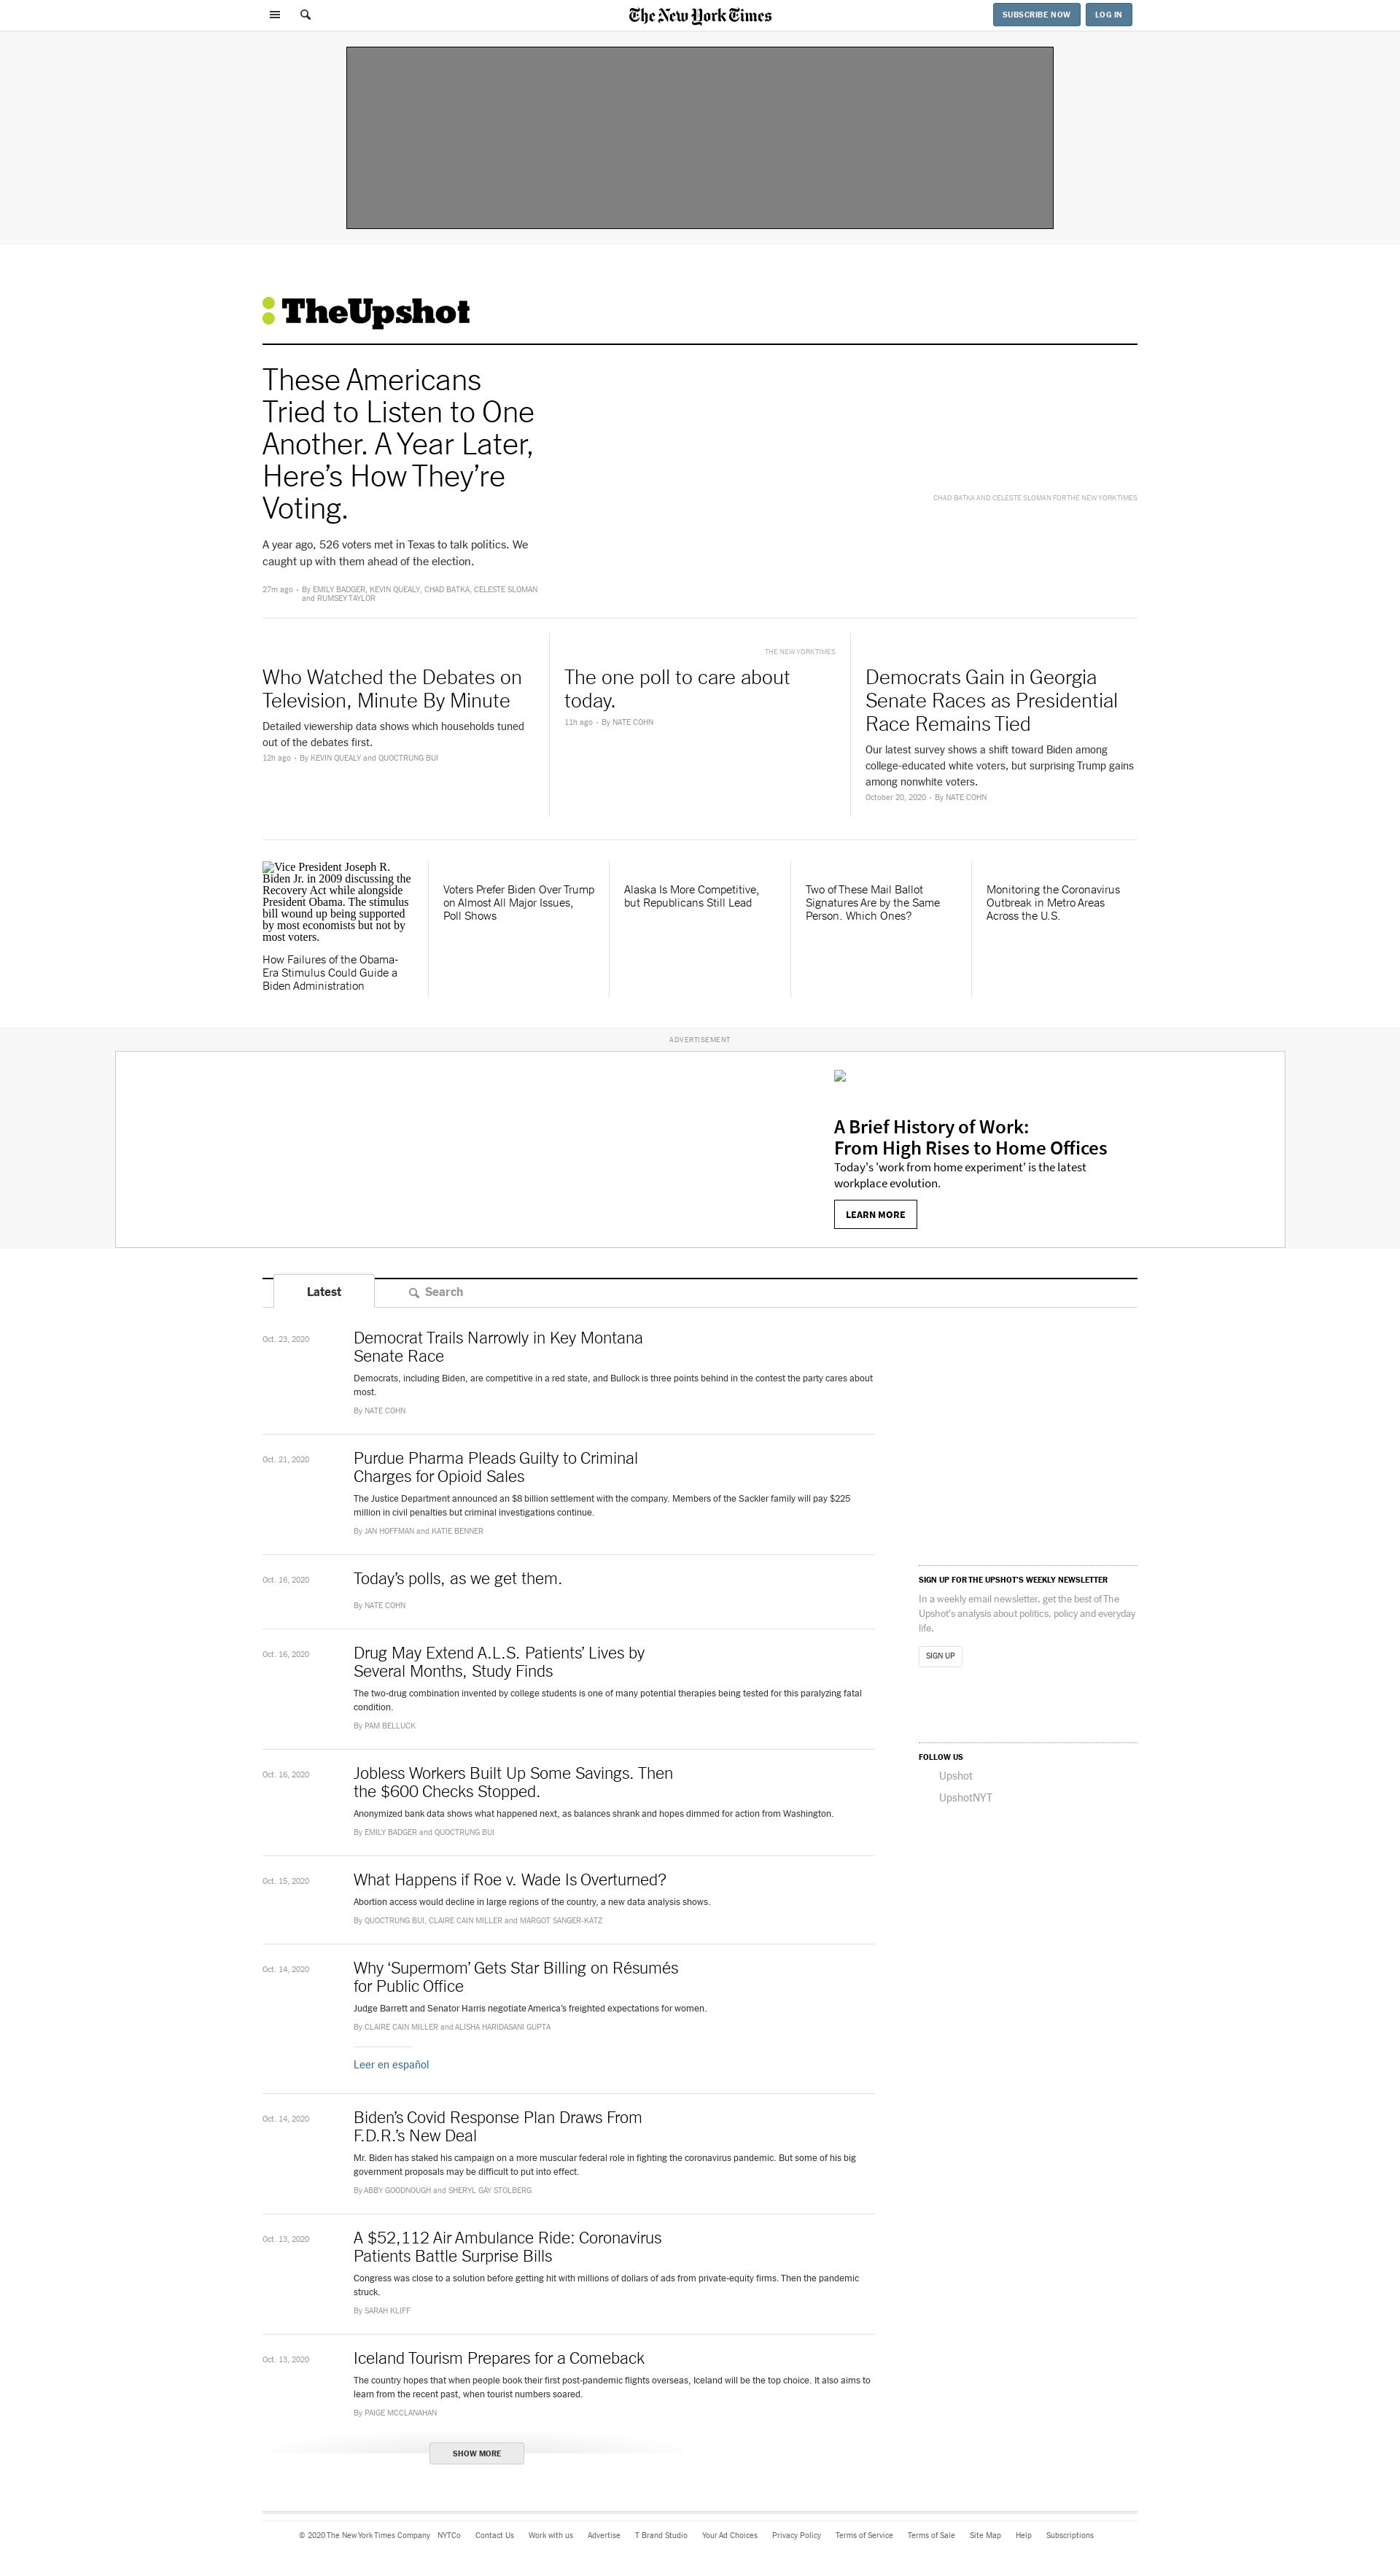 The New York Times
SUBSCRIBE NOW
LOG IN
TheUpshot
These Americans
Tried to Listen to One
Another. A Year Later,
Here’s How They’re
Voting.
A year ago, 526 voters met in Texas to talk politics. We
caught up with them ahead of the election.
27m ago • By EMILY BADGER, KEVIN QUEALY, CHAD BATKA, CELESTE SLOMAN
and RUMSEY TAYLOR
CHAD BATKA AND CELESTE SLOMAN FOR THE NEW YORK TIMES
Who Watched the Debates on
Television, Minute By Minute
Detailed viewership data shows which households tuned
out of the debates first.
12h ago • By KEVIN QUEALY and QUOCTRUNG BUI
THE NEW YORK TIMES
The one poll to care about
today.
11h ago • By NATE COHN
Democrats Gain in Georgia
Senate Races as Presidential
Race Remains Tied
Our latest survey shows a shift toward Biden among
college-educated white voters, but surprising Trump gains
among nonwhite voters.
October 20, 2020 • By NATE COHN
Vice President Joseph R.
Biden Jr. in 2009 discussing the
Recovery Act while alongside
President Obama. The stimulus
bill wound up being supported
by most economists but not by
most voters.
How Failures of the Obama-
Era Stimulus Could Guide a
Biden Administration
Voters Prefer Biden Over Trump
on Almost All Major Issues,
Poll Shows
Alaska Is More Competitive,
but Republicans Still Lead
Two of These Mail Ballot
Signatures Are by the Same
Person. Which Ones?
Monitoring the Coronavirus
Outbreak in Metro Areas
Across the U.S.
ADVERTISEMENT
A Brief History of Work:
From High Rises to Home Offices
Today's 'work from home experiment' is the latest
workplace evolution.
LEARN MORE
Latest
Search
Oct. 23, 2020
Democrat Trails Narrowly in Key Montana
Senate Race
Democrats, including Biden, are competitive in a red state, and Bullock is three points behind in the contest the party cares about
most.
By NATE COHN
Oct. 21, 2020
Purdue Pharma Pleads Guilty to Criminal
Charges for Opioid Sales
The Justice Department announced an $8 billion settlement with the company. Members of the Sackler family will pay $225
million in civil penalties but criminal investigations continue.
By JAN HOFFMAN and KATIE BENNER
Oct. 16, 2020
Today’s polls, as we get them.
By NATE COHN
Oct. 16, 2020
Drug May Extend A.L.S. Patients’ Lives by
Several Months, Study Finds
The two-drug combination invented by college students is one of many potential therapies being tested for this paralyzing fatal
condition.
By PAM BELLUCK
Oct. 16, 2020
Jobless Workers Built Up Some Savings. Then
the $600 Checks Stopped.
Anonymized bank data shows what happened next, as balances shrank and hopes dimmed for action from Washington.
By EMILY BADGER and QUOCTRUNG BUI
Oct. 15, 2020
What Happens if Roe v. Wade Is Overturned?
Abortion access would decline in large regions of the country, a new data analysis shows.
By QUOCTRUNG BUI, CLAIRE CAIN MILLER and MARGOT SANGER-KATZ
Oct. 14, 2020
Why ‘Supermom’ Gets Star Billing on Résumés
for Public Office
Judge Barrett and Senator Harris negotiate America’s freighted expectations for women.
By CLAIRE CAIN MILLER and ALISHA HARIDASANI GUPTA
Leer en español
Oct. 14, 2020
Biden’s Covid Response Plan Draws From
F.D.R.’s New Deal
Mr. Biden has staked his campaign on a more muscular federal role in fighting the coronavirus pandemic. But some of his big
government proposals may be difficult to put into effect.
By ABBY GOODNOUGH and SHERYL GAY STOLBERG
Oct. 13, 2020
A $52,112 Air Ambulance Ride: Coronavirus
Patients Battle Surprise Bills
Congress was close to a solution before getting hit with millions of dollars of ads from private-equity firms. Then the pandemic
struck.
By SARAH KLIFF
Oct. 13, 2020
Iceland Tourism Prepares for a Comeback
The country hopes that when people book their first post-pandemic flights overseas, Iceland will be the top choice. It also aims to
learn from the recent past, when tourist numbers soared.
By PAIGE MCCLANAHAN
SHOW MORE
SIGN UP FOR THE UPSHOT'S WEEKLY NEWSLETTER
In a weekly email newsletter, get the best of The
Upshot's analysis about politics, policy and everyday
life.
SIGN UP
FOLLOW US
Upshot
UpshotNYT
© 2020 The New York Times Company NYTCo Contact Us Work with us Advertise T Brand Studio Your Ad Choices Privacy Policy Terms of Service Terms of Sale Site Map Help Subscriptions